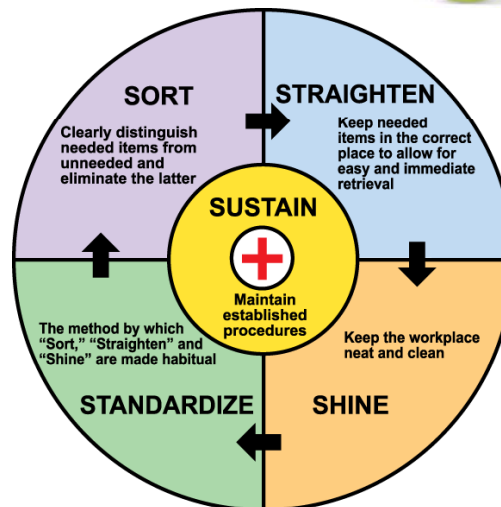 SORT
Clearly distinguish
needed items from
unneeded and
eliminate the latter
STRAIGHTEN
Keep needed
items in the correct
place to allow for
easy and immediate
retrieval
SUSTAIN
Maintain
established
procedures
The method by which
“Sort,” “Straighten” and
“Shine” are made habitual
STANDARDIZE
Keep the workplace
neat and clean
SHINE